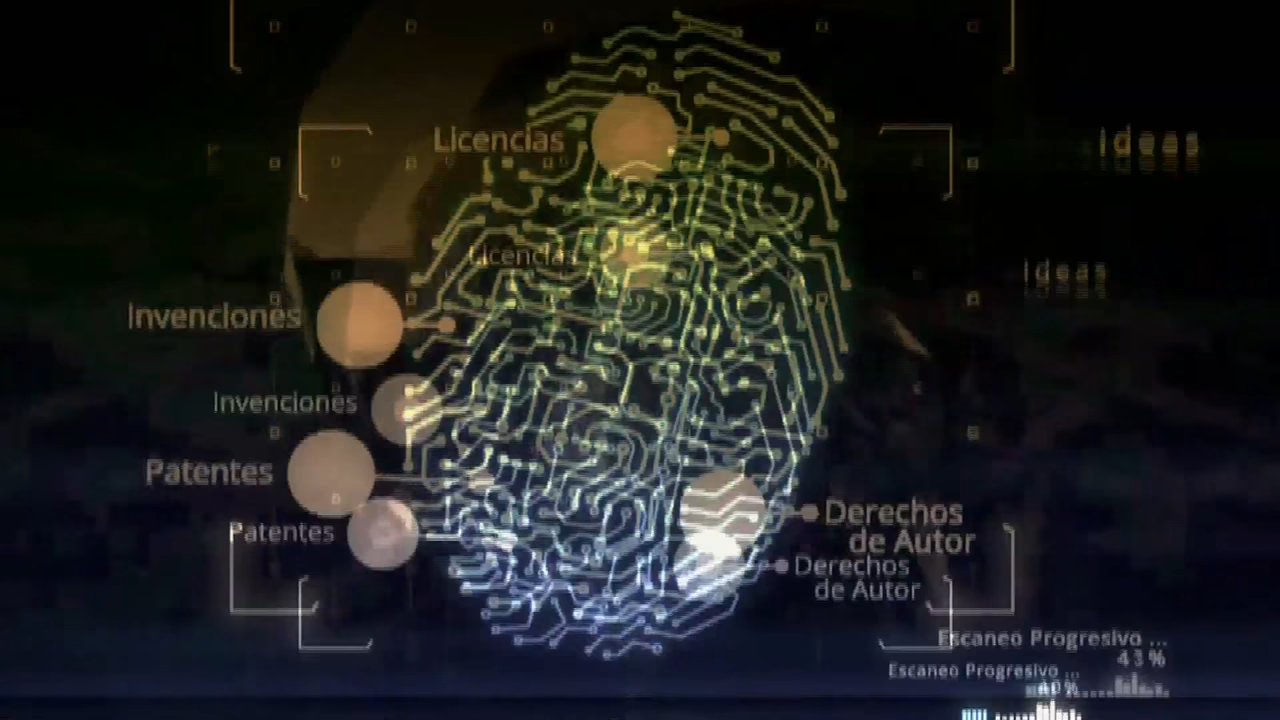 Licencias
Ideas
Licencias
Ideas
Invenciones
Invenciones
Patentes
Patentes
Derechos
de Autor
Derechos
de Autor
Escaneo Progresivo ...
43%
Escaneo Progresivo ...
40%